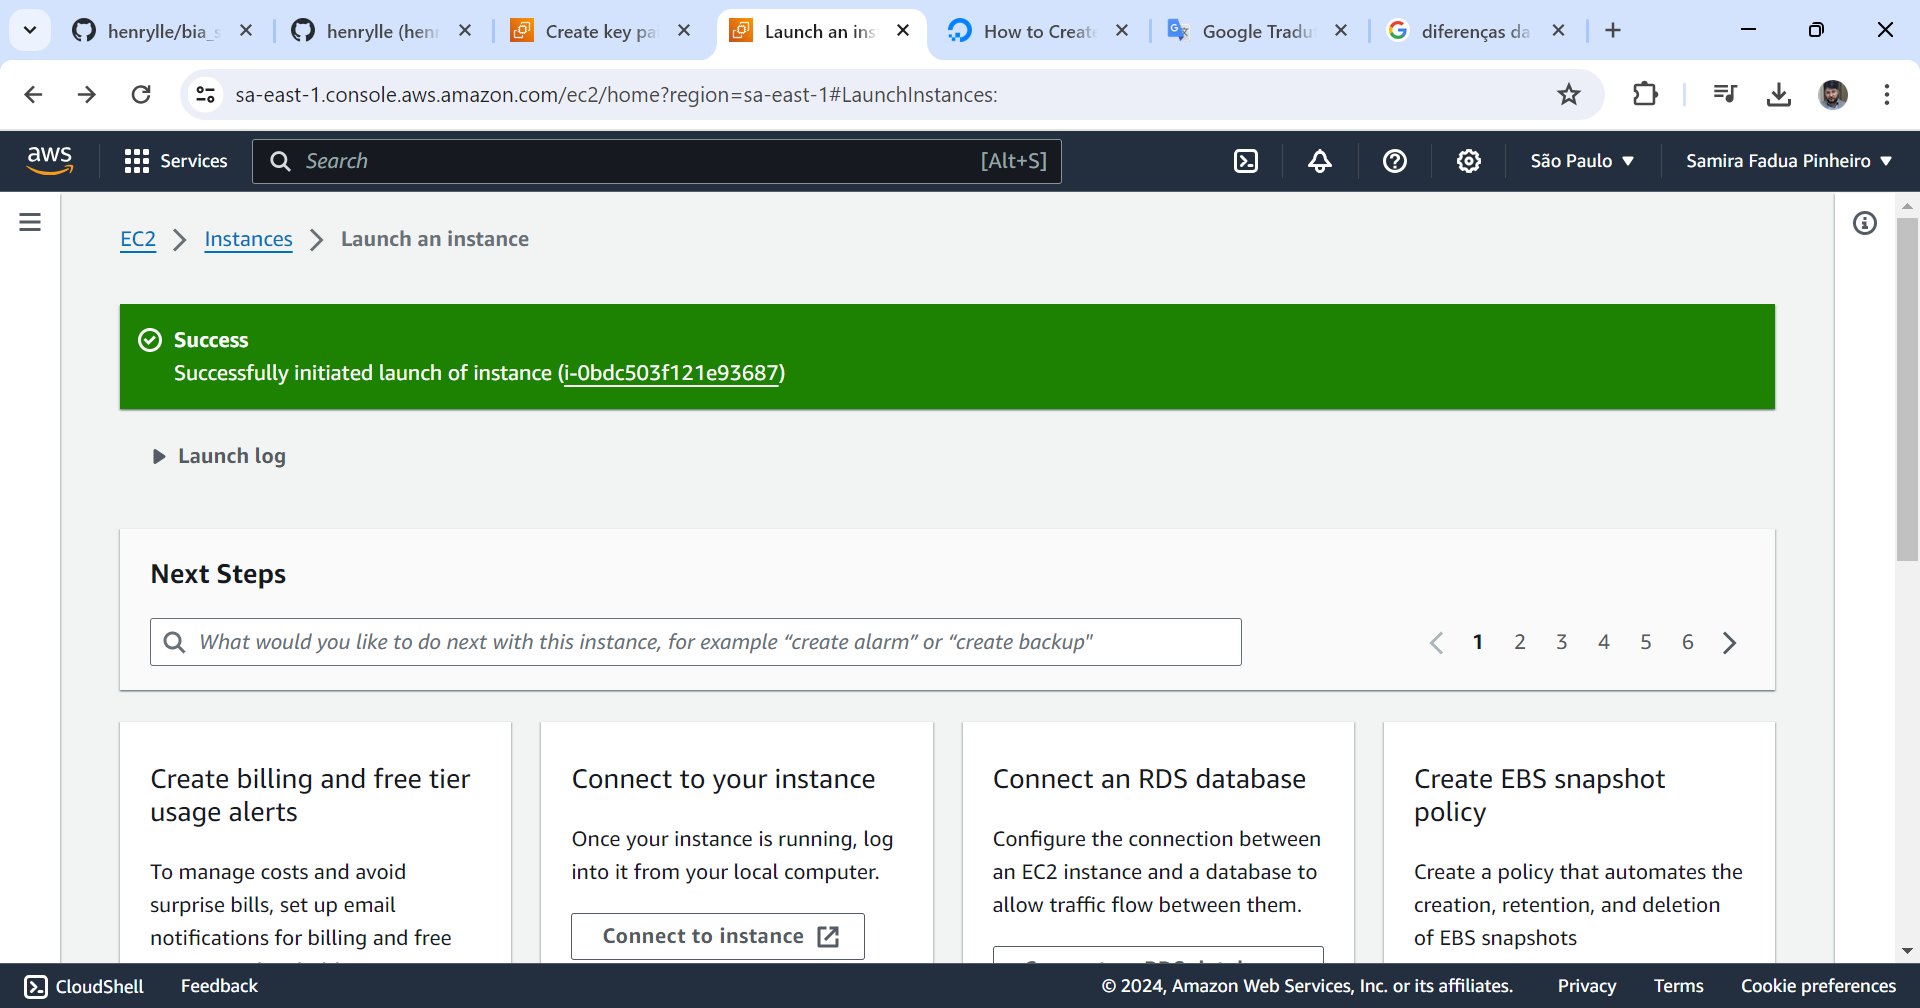 henrylle/bia_s
henrylle (henr
Create key pa
Launch an ins
How to Create
Google Tradu
diferenças da
sa-east-1.console.aws.amazon.com/ec2/home?region=sa-east-1#LaunchInstances:
aws
Services
Search
[Alt+S]
São Paulo
Samira Fadua Pinheiro
EC2
Instances
Launch an instance
Success
Successfully initiated launch of instance (i-0bdc503f121e93687)
Launch log
Next Steps
What would you like to do next with this instance, for example “create alarm” or “create backup"
1 2 3 4 5 6
Create billing and free tier
usage alerts
To manage costs and avoid
surprise bills, set up email
notifications for billing and free
Connect to your instance
Once your instance is running, log
into it from your local computer.
Connect to instance
Connect an RDS database
Configure the connection between
an EC2 instance and a database to
allow traffic flow between them.
Create EBS snapshot
policy
Create a policy that automates the
creation, retention, and deletion
of EBS snapshots
CloudShell
Feedback
© 2024, Amazon Web Services, Inc. or its affiliates.
Privacy
Terms
Cookie preferences